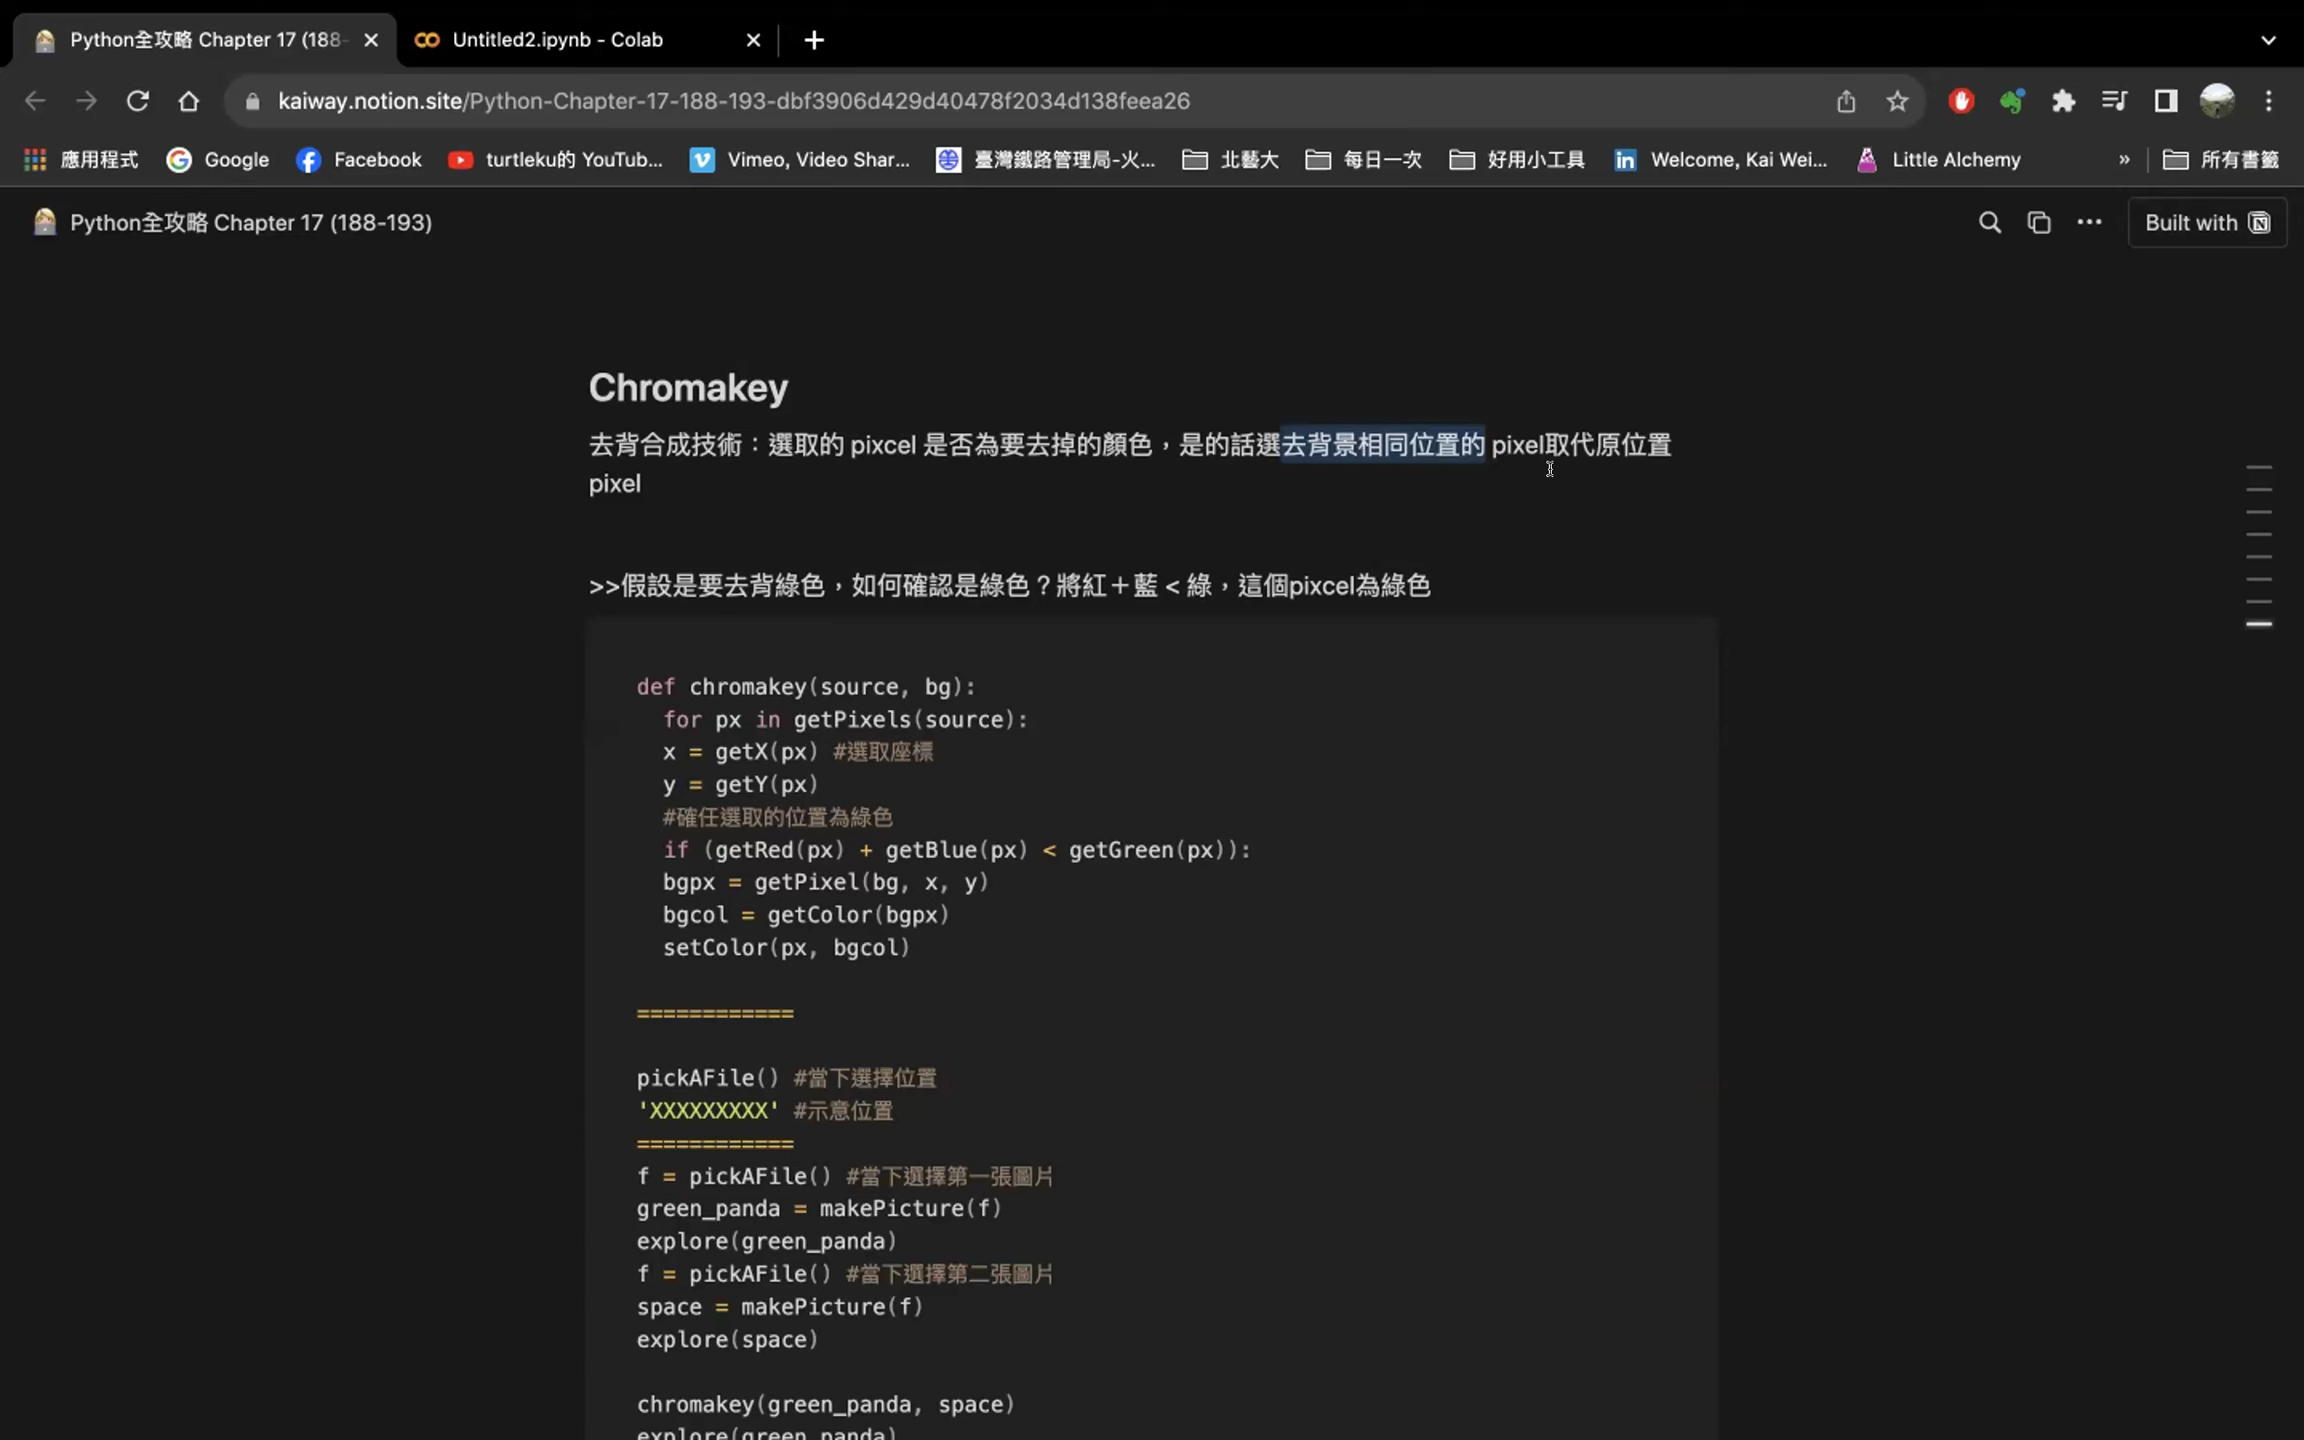 Python全攻略 Chapter 17 (188-
Untitled2.ipynb - Colab
kaiway.notion.site/Python-Chapter-17-188-193-dbf3906d429d40478f2034d138feea26
應用程式
Google
Facebook
turtleku的 YouTub...
Vimeo, Video Shar...
臺灣鐵路管理局-火...
北藝大
每日一次
好用小工具
Welcome, Kai Wei...
Little Alchemy
»
所有書籤
Python全攻略 Chapter 17 (188-193)
Built with
Chromakey
去背合成技術：選取的 pixcel 是否為要去掉的顏色，是的話選去背景相同位置的 pixel取代原位置
pixel
>>假設是要去背綠色，如何確認是綠色？將紅＋藍 < 綠，這個pixcel為綠色
def chromakey(source, bg):
for px in getPixels(source):
x = getX(px) #選取座標
y = getY(px)
#確任選取的位置為綠色
if (getRed(px) + getBlue(px) < getGreen(px)):
bgpx = getPixel(bg, x, y)
bgcol = getColor(bgpx)
setColor(px, bgcol)
============
pickAFile() #當下選擇位置
'XXXXXXXXX' #示意位置
============
f = pickAFile() #當下選擇第一張圖片
green_panda = makePicture(f)
explore(green_panda)
f = pickAFile() #當下選擇第二張圖片
space = makePicture(f)
explore(space)
chromakey(green_panda, space)
explore(green_panda)